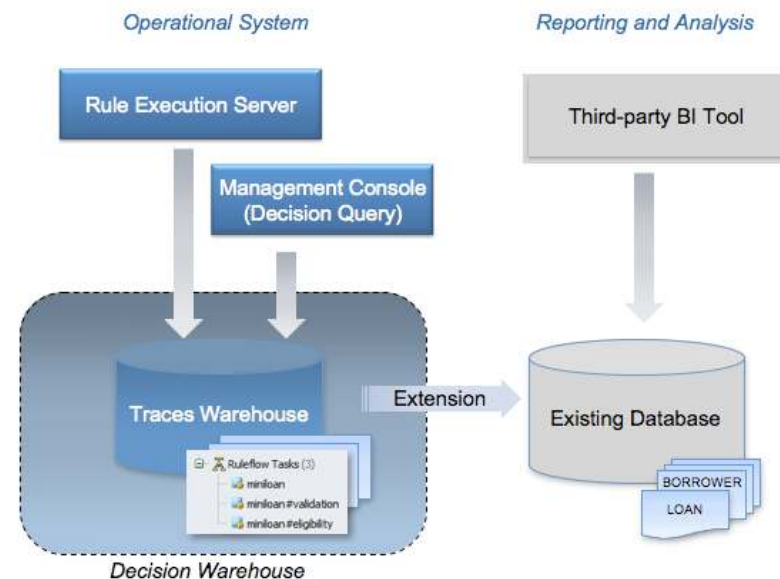 Operational System
Reporting and Analysis
Rule Execution Server
Third-party BI Tool
Management Console
(Decision Query)
Traces Warehouse
Extension
Existing Database
Ruleflow Tasks (3)
miniloan
miniloan#validation
miniloan#eligibility
BORROWER
LOAN
Decision Warehouse